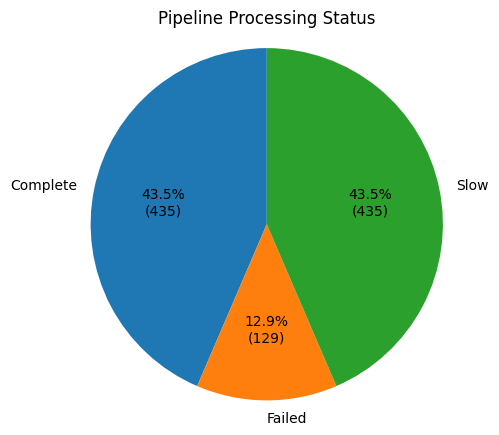 Pipeline Processing Status
Complete
43.5%
(435)
43.5%
(435)
Slow
12.9%
(129)
Failed